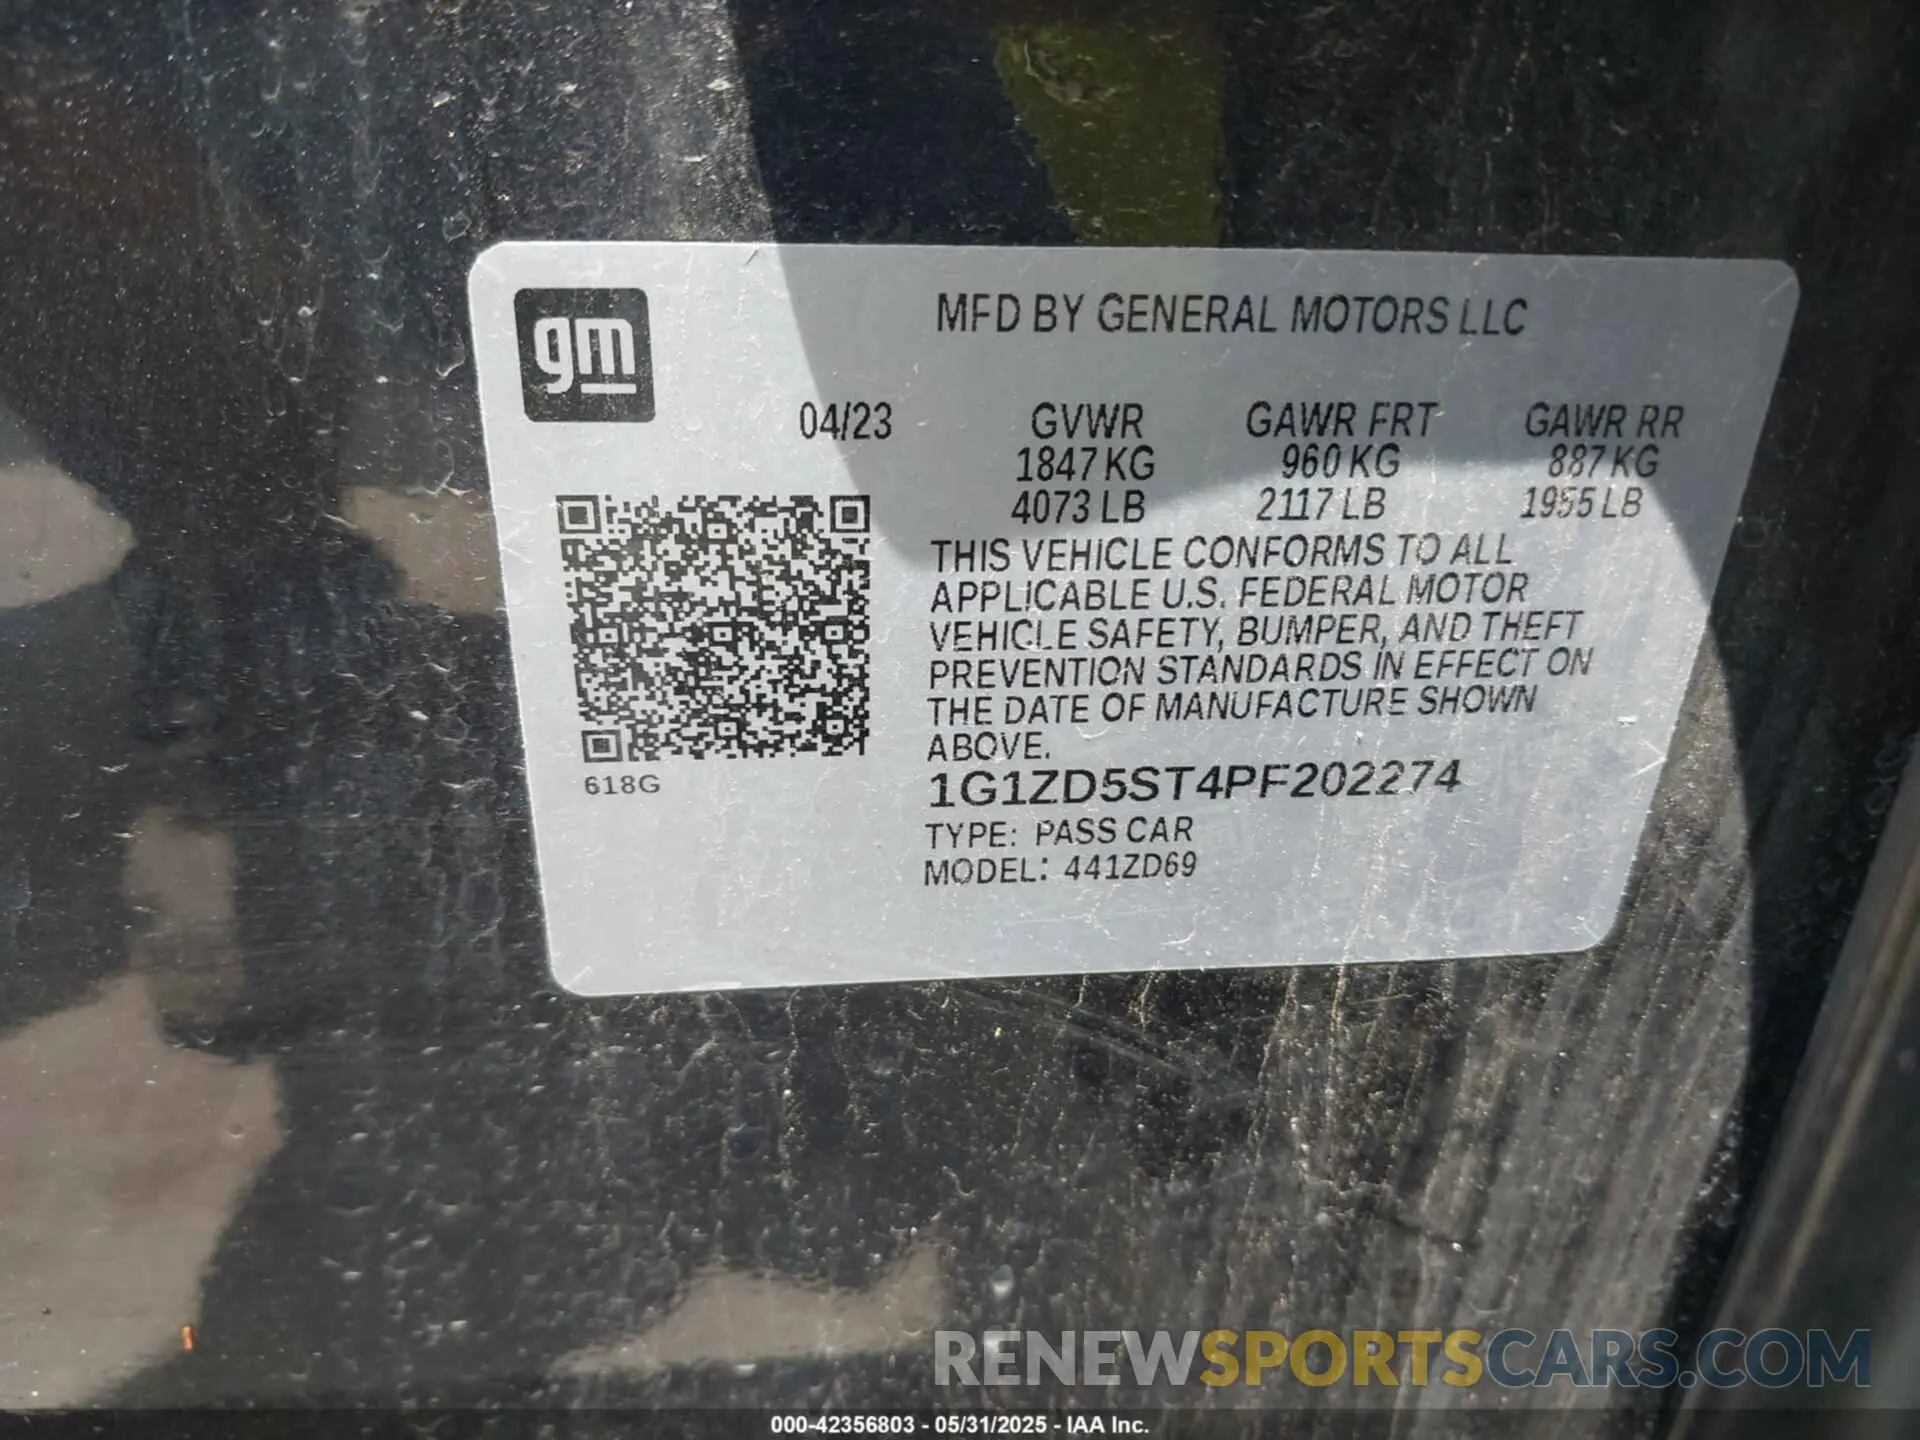 gm
MFD BY GENERAL MOTORS LLC
04/23 GVWR GAWR FRT GAWR RR
1847 KG 960 KG 887 KG
4073 LB 2117 LB 1955 LB
THIS VEHICLE CONFORMS TO ALL
APPLICABLE U.S. FEDERAL MOTOR
VEHICLE SAFETY, BUMPER, AND THEFT
PREVENTION STANDARDS IN EFFECT ON
THE DATE OF MANUFACTURE SHOWN
ABOVE.
618G
1G1ZD5ST4PF202274
TYPE: PASS CAR
MODEL: 441ZD69
RENEWSPORTSCARS.COM
000-42356803 - 05/31/2025 - IAA Inc.